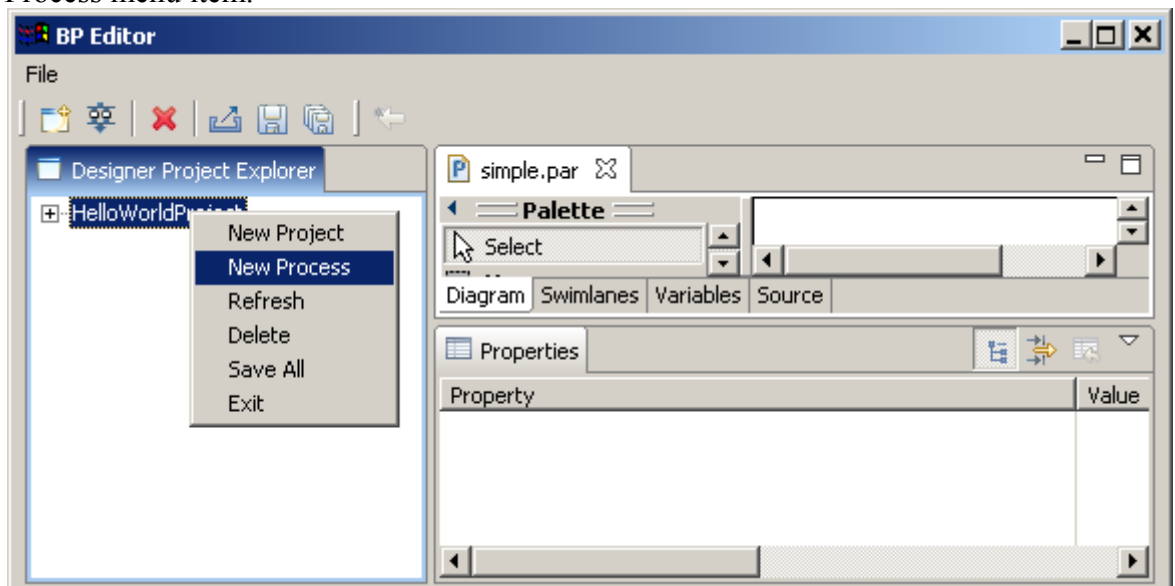 Process menu item.
BP Editor
File
Designer Project Explorer
HelloWorldProject
New Project
New Process
Refresh
Delete
Save All
Exit
P simple.par
Palette
Select
Diagram Swimlanes Variables Source
Properties
Property Value